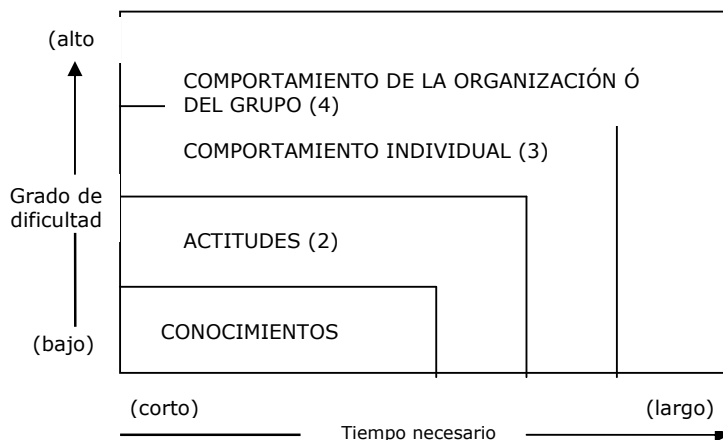 (alto
COMPORTAMIENTO DE LA ORGANIZACIÓN Ó
DEL GRUPO (4)
COMPORTAMIENTO INDIVIDUAL (3)
Grado de
dificultad
ACTITUDES (2)
CONOCIMIENTOS
(bajo)
(corto)
(largo)
Tiempo necesario